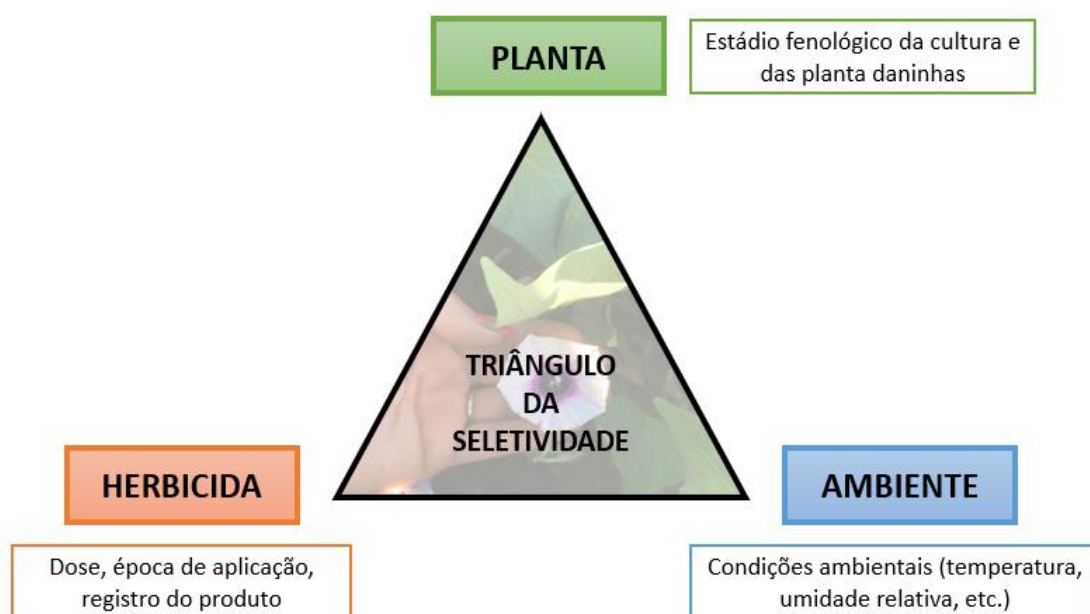 PLANTA
Estádio fenológico da cultura e
das planta daninhas
TRIÂNGULO
DA
SELETIVIDADE
HERBICIDA
AMBIENTE
Dose, época de aplicação,
registro do produto
Condições ambientais (temperatura,
umidade relativa, etc.)